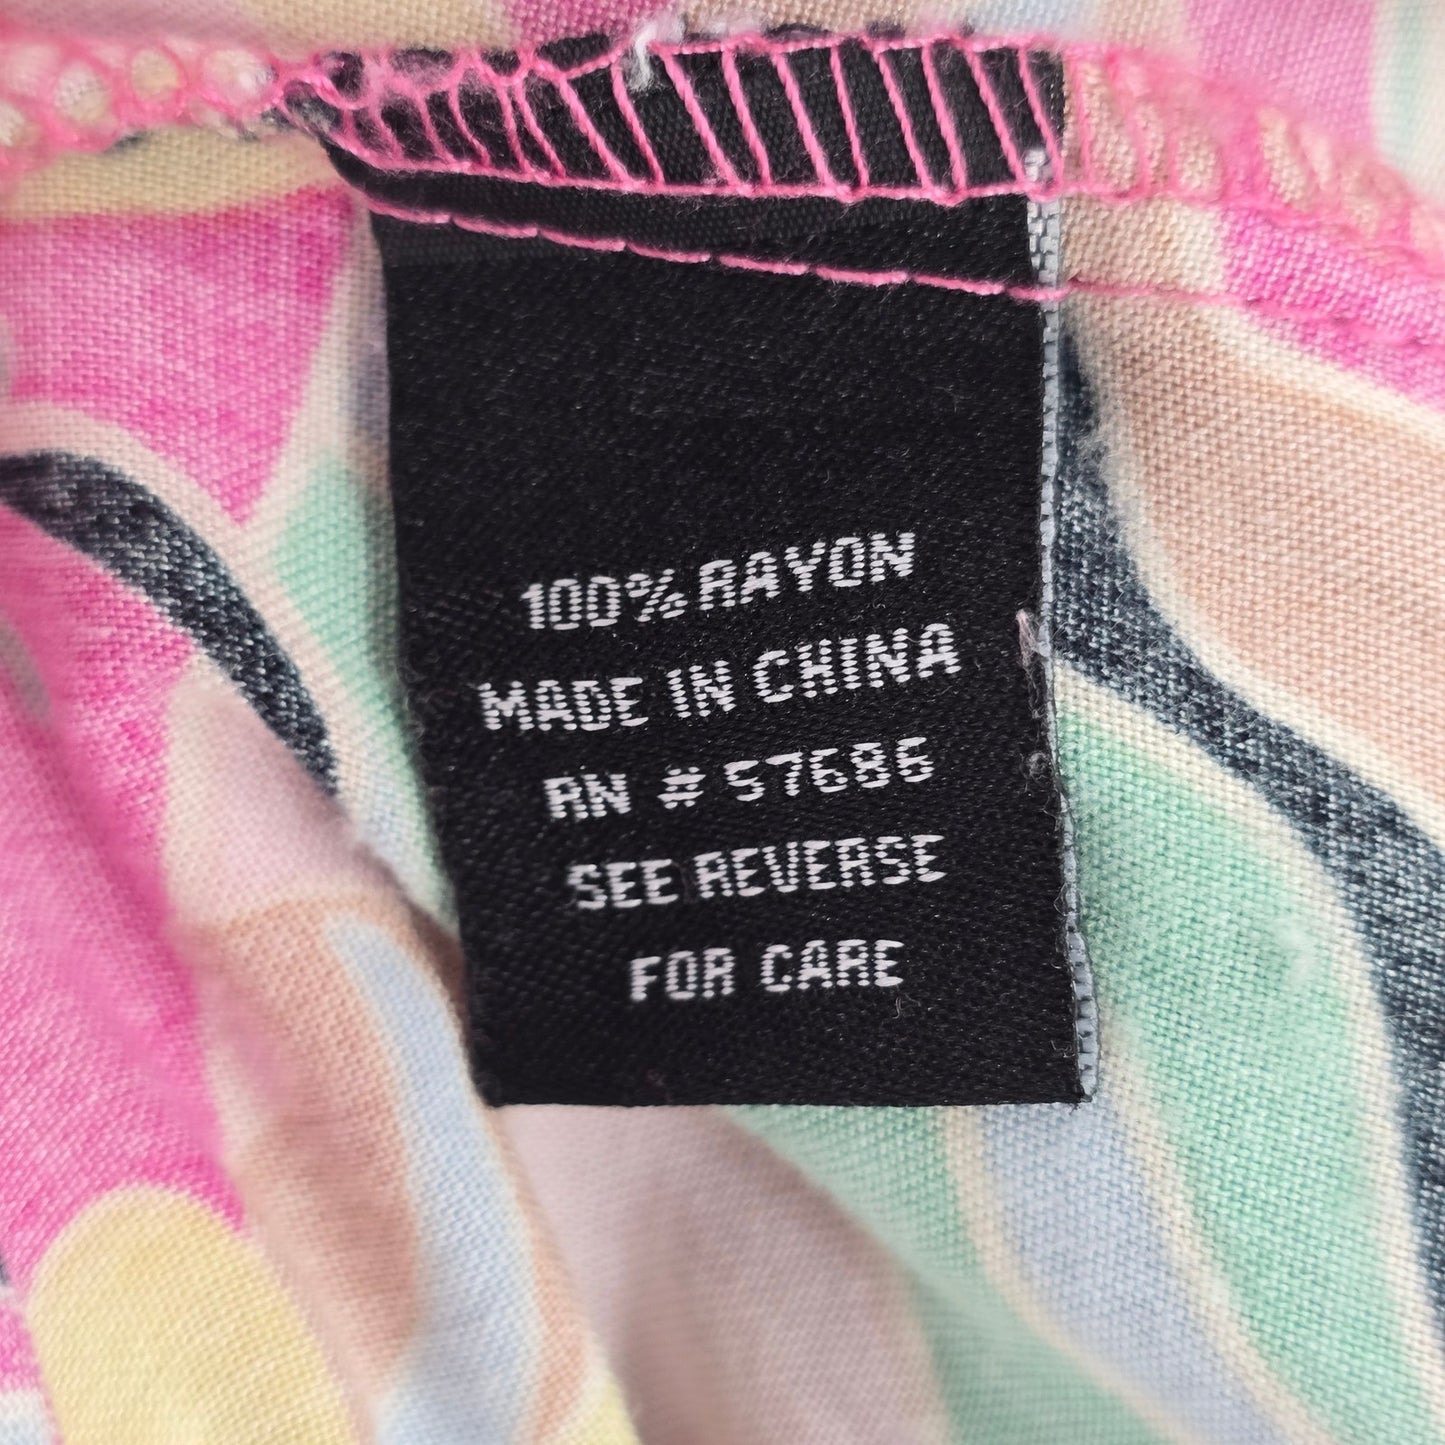 100% RAYON
MADE IN CHINA
RN # 57686
SEE REVERSE
FOR CARE